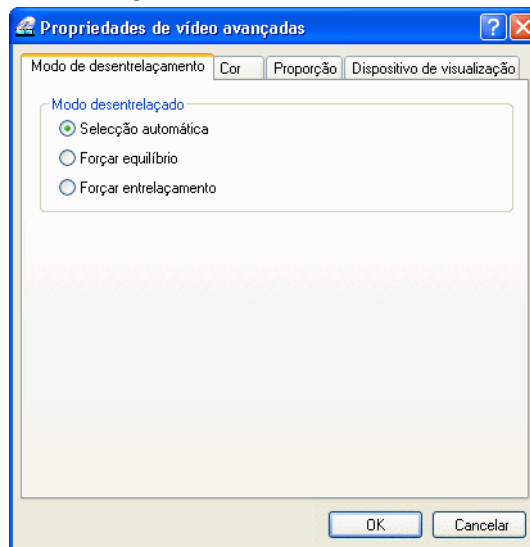 Propriedades de vídeo avançadas
Modo de desentrelaçamento Cor Proporção Dispositivo de visualização
Modo desentrelaçado
Selecção automática
Forçar equilíbrio
Forçar entrelaçamento
OK Cancelar